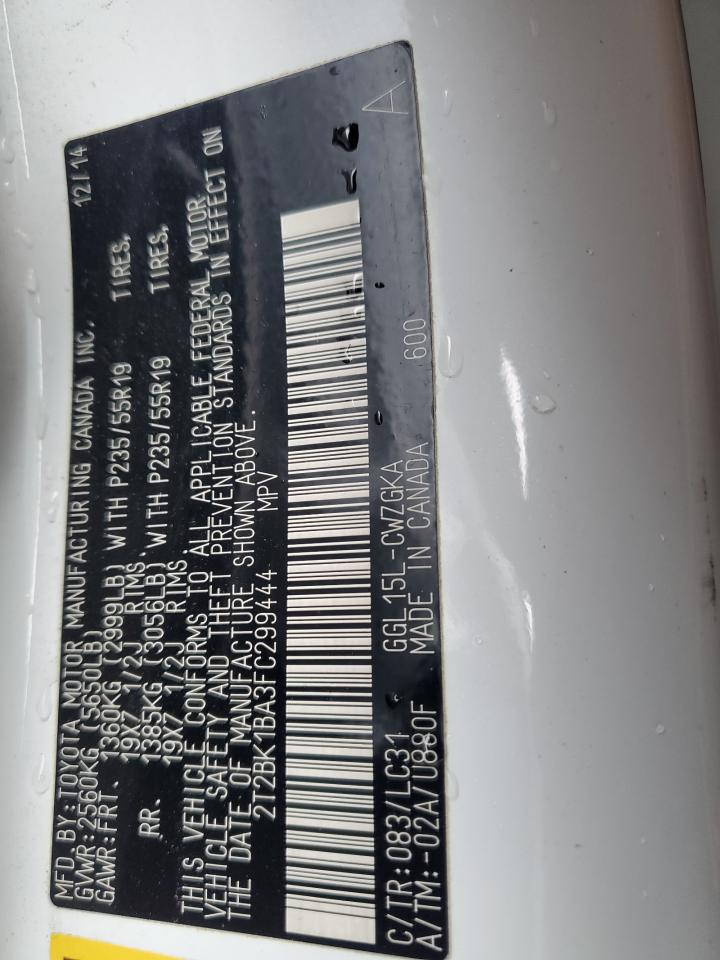 MFD. BY: TOYOTA MOTOR MANUFACTURING CANADA INC. 12/14
GVWR: 2560KG (5650LB)
GAWR: FRT. 1360KG (2999LB) WITH P235/55R19 TIRES,
19X7 1/2J RIMS,
RR. 1385KG (3056LB) WITH P235/55R19 TIRES,
19X7 1/2J RIMS.
THIS VEHICLE CONFORMS TO ALL APPLICABLE FEDERAL MOTOR
VEHICLE SAFETY AND THEFT PREVENTION STANDARDS IN EFFECT ON
THE DATE OF MANUFACTURE SHOWN ABOVE.
2T2BK1BA3FC299444 MPV
C/TR: 083/LC31 GGL15L-CWZGKA A
A/TM: -02A/U880F MADE IN CANADA 600